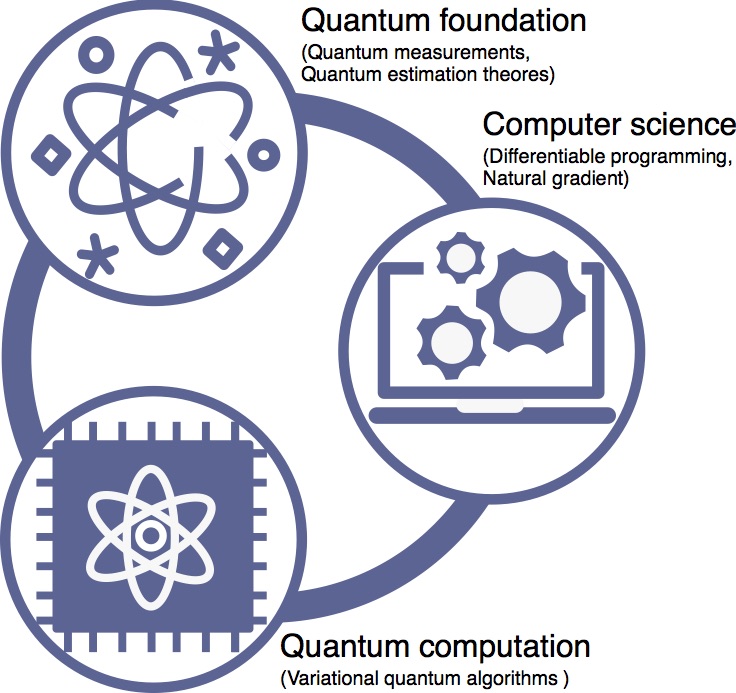 Quantum foundation
(Quantum measurements,
Quantum estimation theores)
Computer science
(Differentiable programming,
Natural gradient)
Quantum computation
(Variational quantum algorithms )